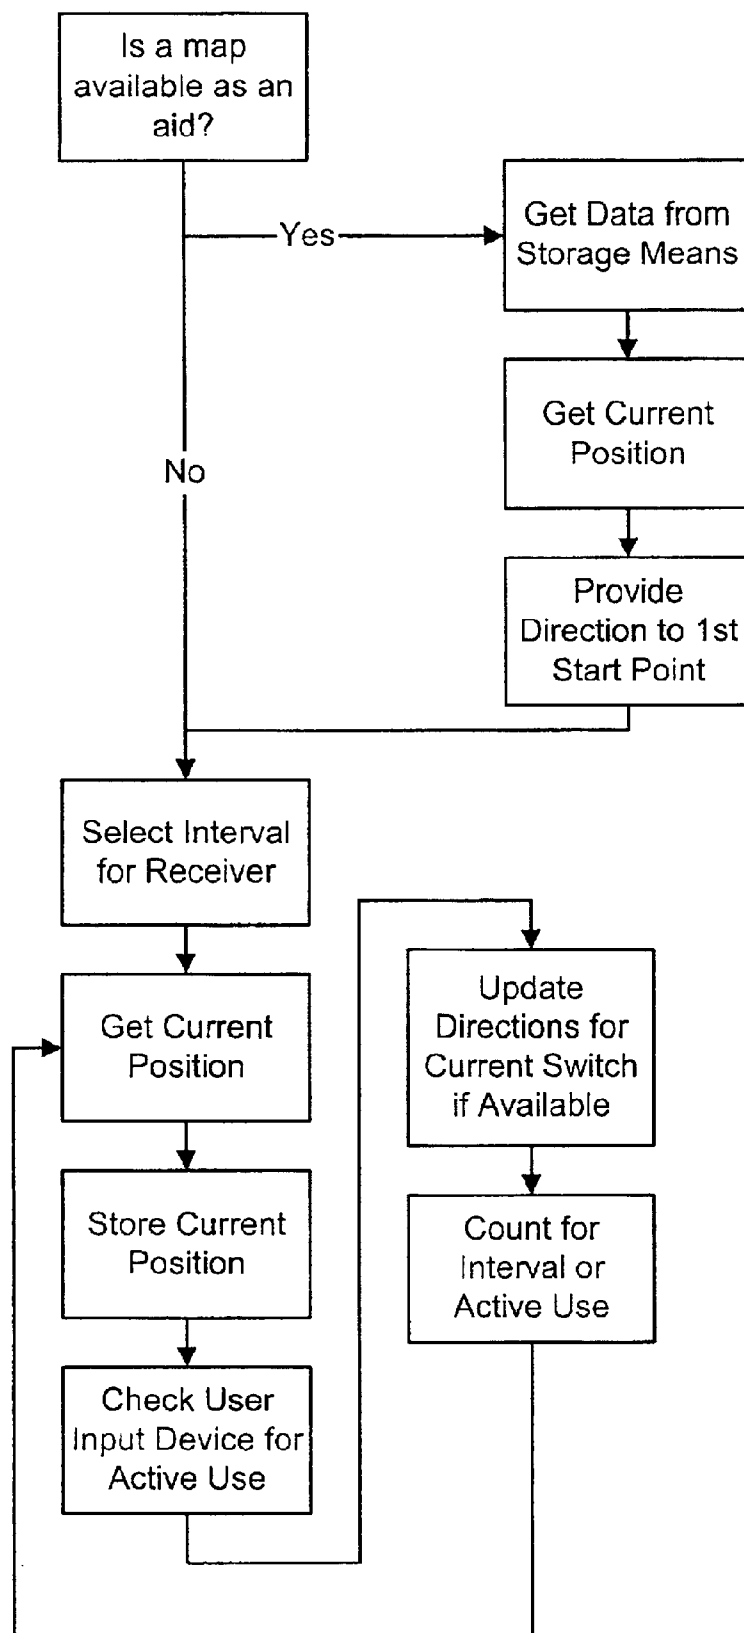 Is a map
available as an
aid?
Yes
Get Data from
Storage Means
Get Current
Position
No
Provide
Direction to 1st
Start Point
Select Interval
for Receiver
Get Current
Position
Store Current
Position
Check User
Input Device for
Active Use
Update
Directions for
Current Switch
if Available
Count for
Interval or
Active Use